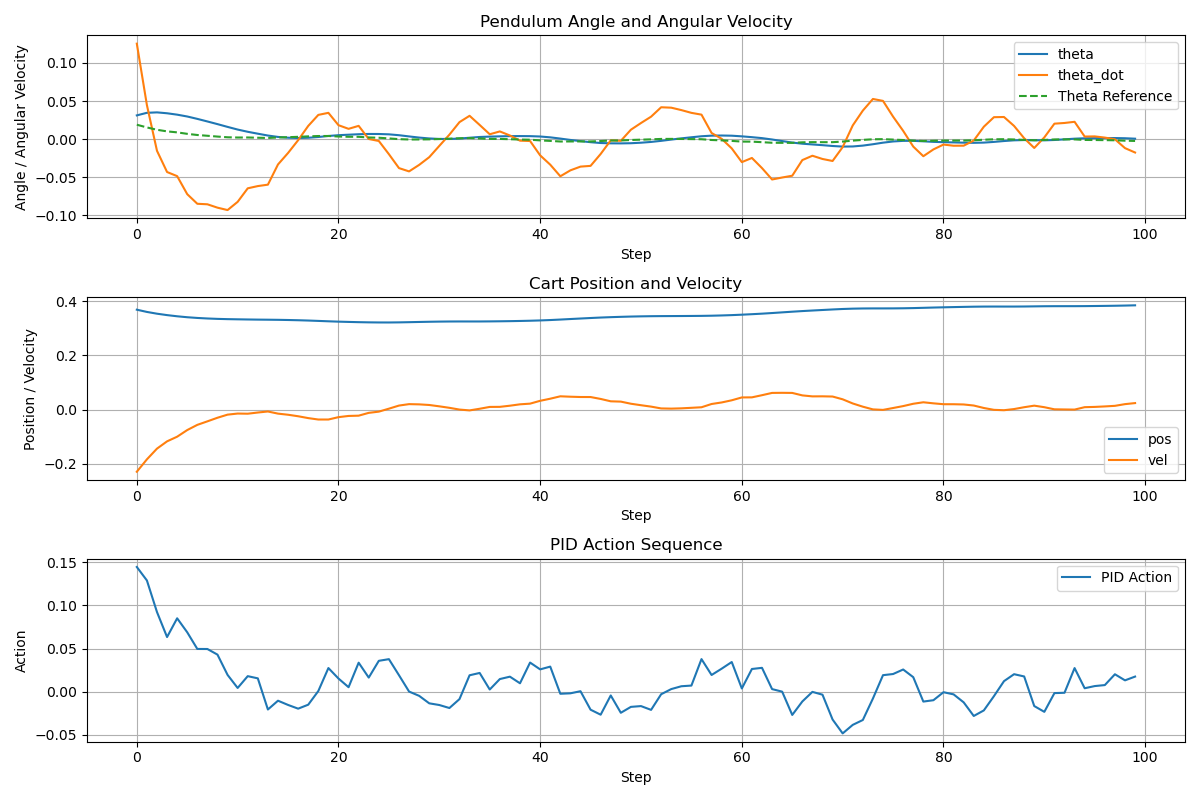 Pendulum Angle and Angular Velocity
Angle / Angular Velocity
0.10
0.05
0.00
−0.05
−0.10
theta
theta_dot
Theta Reference
0 20 40 60 80 100
Step
Cart Position and Velocity
Position / Velocity
0.4
0.2
0.0
−0.2
pos
vel
0 20 40 60 80 100
Step
PID Action Sequence
Action
0.15
0.10
0.05
0.00
−0.05
PID Action
0 20 40 60 80 100
Step